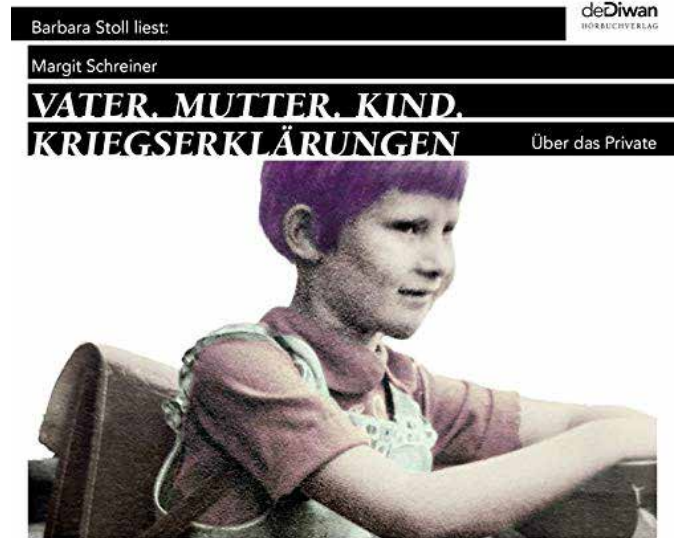 deDiwan
HÖRBUCHVERLAG
Barbara Stoll liest:
Margit Schreiner
VATER. MUTTER. KIND.
KRIEGSERKLÄRUNGEN
Über das Private